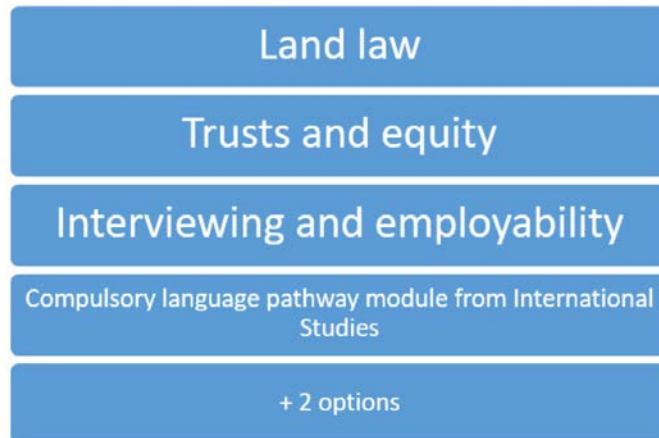 Land law
Trusts and equity
Interviewing and employability
Compulsory language pathway module from International
Studies
+ 2 options